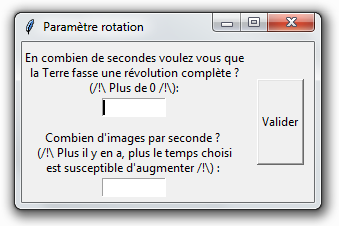 Paramètre rotation
En combien de secondes voulez vous que
la Terre fasse une révolution complète ?
(/!\ Plus de 0 /!\):
Valider
Combien d'images par seconde ?
(/!\ Plus il y en a, plus le temps choisi
est susceptible d'augmenter /!\) :